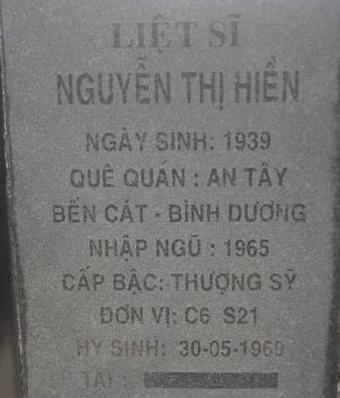 LIỆT SĨ
NGUYỄN THỊ HIỀN
NGÀY SINH: 1939
QUÊ QUÁN : AN TÂY
BẾN CÁT - BÌNH DƯƠNG
NHẬP NGŨ : 1965
CẤP BẬC: THƯỢNG SỸ
ĐƠN VỊ: C6 S21
HY SINH: 30-05-1969
TẠI :